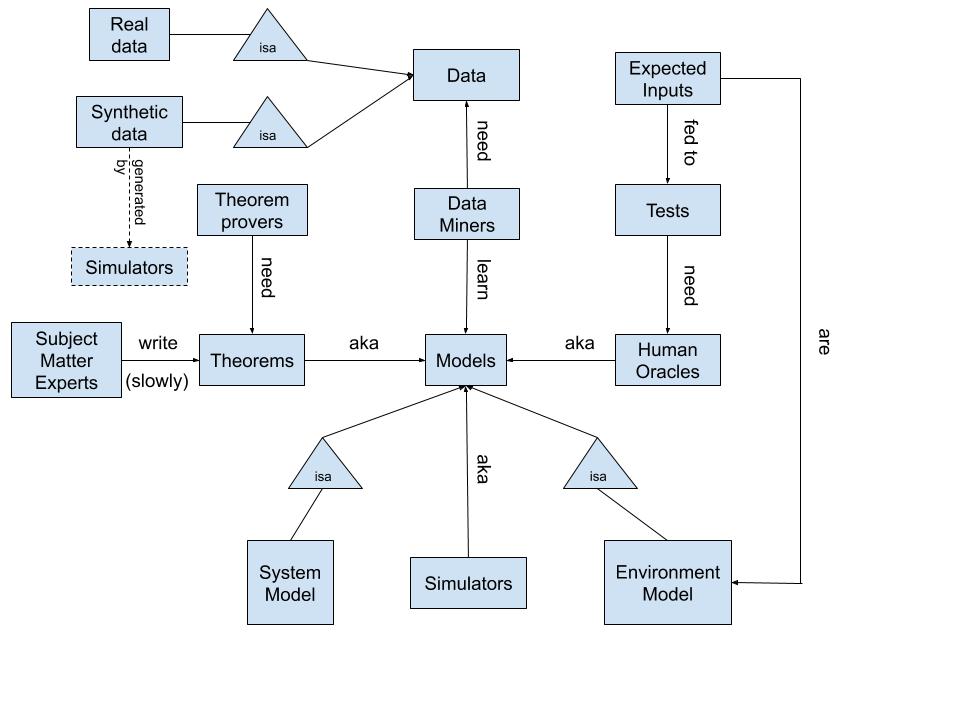 Real
data
isa
Data
Expected
Inputs
Synthetic
data
isa
need
fed to
generated
by
Theorem
provers
Data
Miners
Tests
Simulators
need
learn
need
Subject
Matter
Experts
write
(slowly)
Theorems
aka
Models
aka
Human
Oracles
are
isa
aka
isa
System
Model
Simulators
Environment
Model